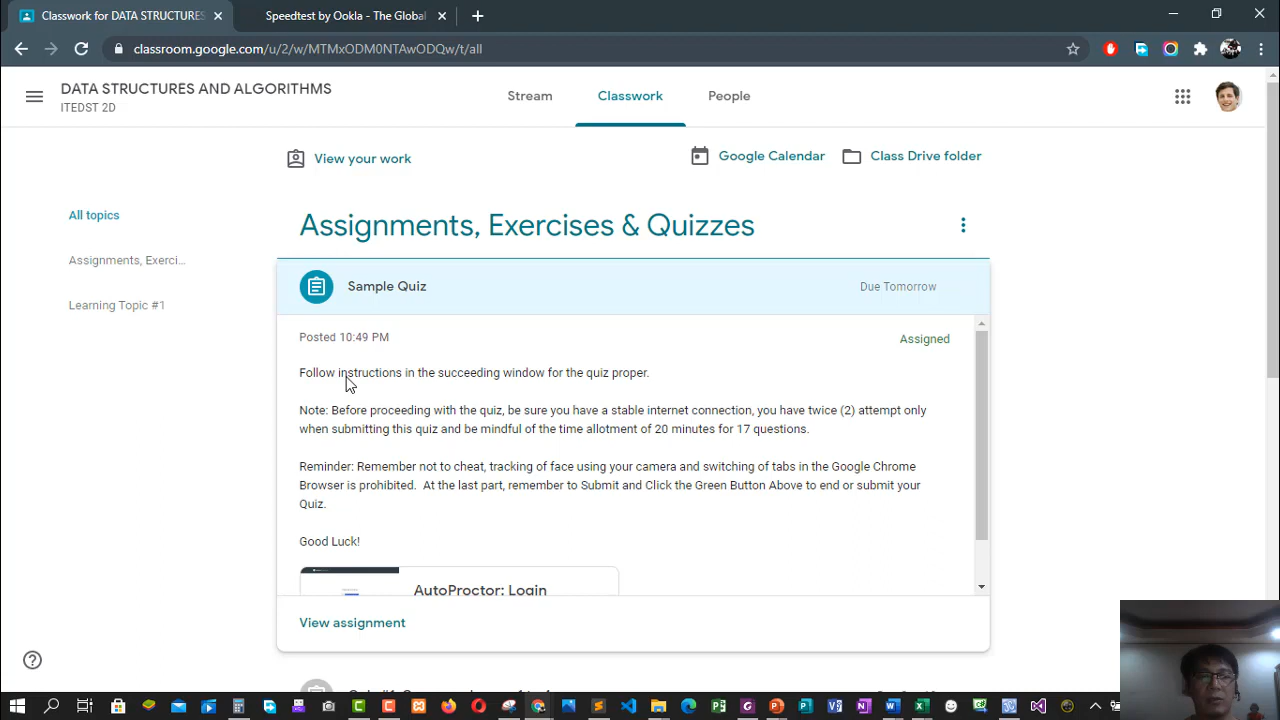 Classwork for DATA STRUCTURES
Speedtest by Ookla - The Global
classroom.google.com/u/2/w/MTMxODM0NTAwODQw/t/all
DATA STRUCTURES AND ALGORITHMS
ITEDST 2D
Stream
Classwork
People
View your work
Google Calendar
Class Drive folder
All topics
Assignments, Exerci...
Learning Topic #1
Assignments, Exercises & Quizzes
Sample Quiz
Due Tomorrow
Posted 10:49 PM
Assigned
Follow instructions in the succeeding window for the quiz proper.
Note: Before proceeding with the quiz, be sure you have a stable internet connection, you have twice (2) attempt only
when submitting this quiz and be mindful of the time allotment of 20 minutes for 17 questions.
Reminder: Remember not to cheat, tracking of face using your camera and switching of tabs in the Google Chrome
Browser is prohibited. At the last part, remember to Submit and Click the Green Button Above to end or submit your
Quiz.
Good Luck!
AutoProctor: Login
View assignment